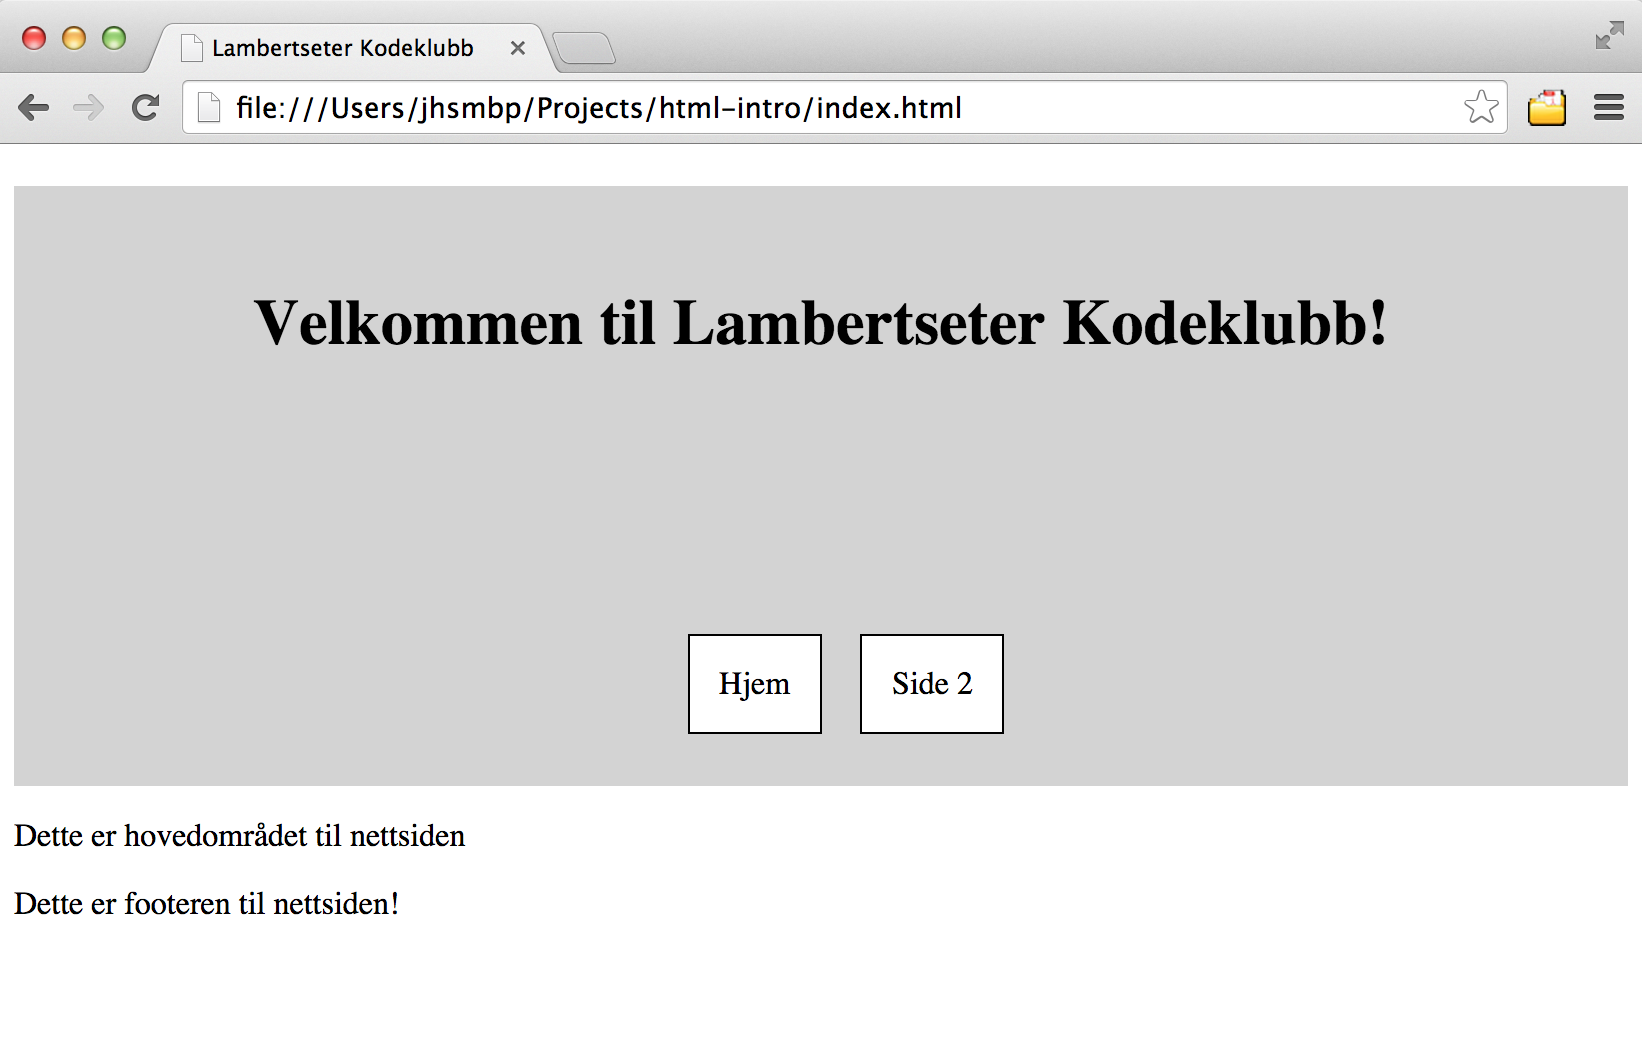 Lambertseter Kodeklubb
file:///Users/jhsmbp/Projects/html-intro/index.html
Velkommen til Lambertseter Kodeklubb!
Hjem
Side 2
Dette er hovedområdet til nettsiden
Dette er footeren til nettsiden!